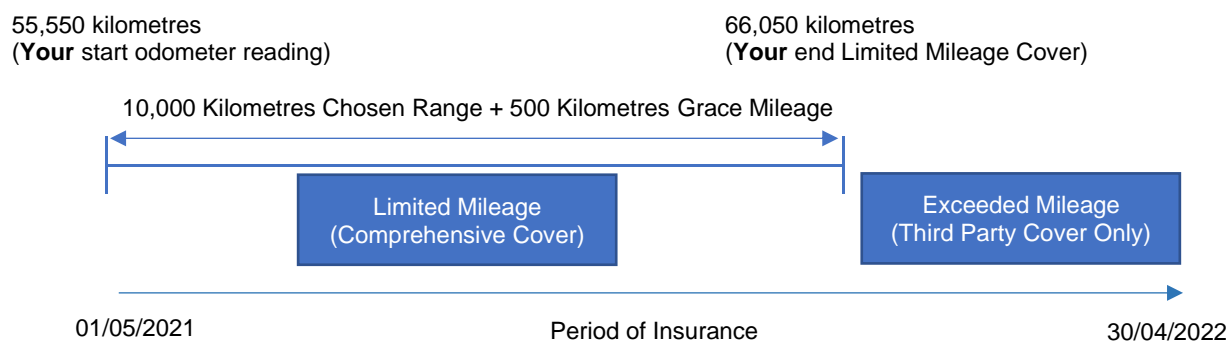 55,550 kilometres
(Your start odometer reading)
66,050 kilometres
(Your end Limited Mileage Cover)
10,000 Kilometres Chosen Range + 500 Kilometres Grace Mileage
Limited Mileage
(Comprehensive Cover)
Exceeded Mileage
(Third Party Cover Only)
01/05/2021
Period of Insurance
30/04/2022